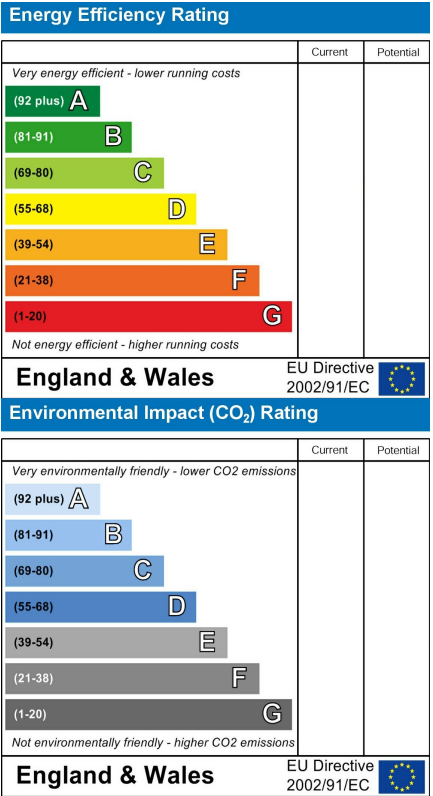 Energy Efficiency Rating
Current Potential
Very energy efficient - lower running costs
(92 plus) A
(81-91) B
(69-80) C
(55-68) D
(39-54) E
(21-38) F
(1-20) G
Not energy efficient - higher running costs
England & Wales
EU Directive
2002/91/EC
Environmental Impact (CO₂) Rating
Current Potential
Very environmentally friendly - lower CO2 emissions
(92 plus) A
(81-91) B
(69-80) C
(55-68) D
(39-54) E
(21-38) F
(1-20) G
Not environmentally friendly - higher CO2 emissions
England & Wales
EU Directive
2002/91/EC